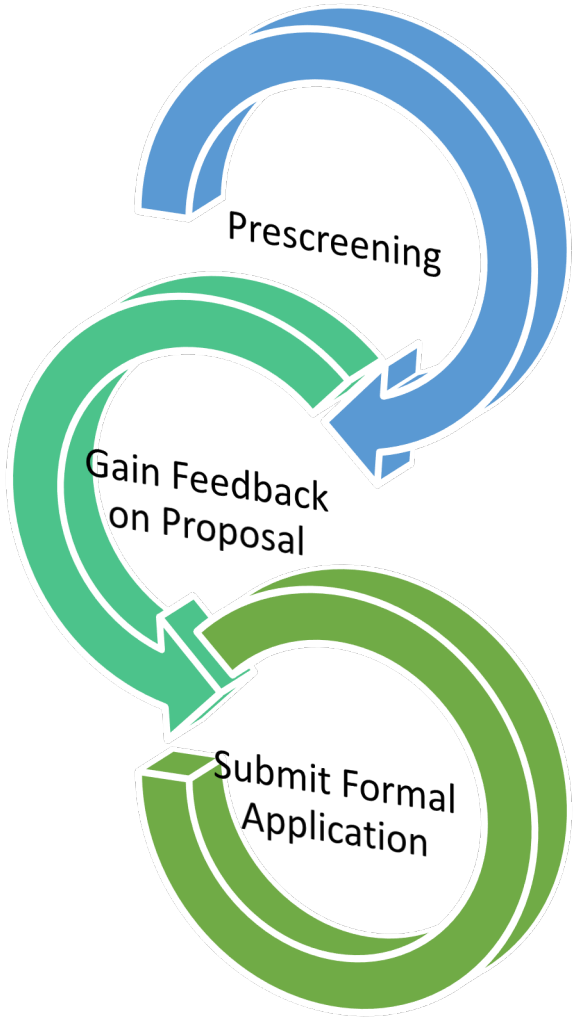 Prescreening
Gain Feedback
on Proposal
Submit Formal
Application